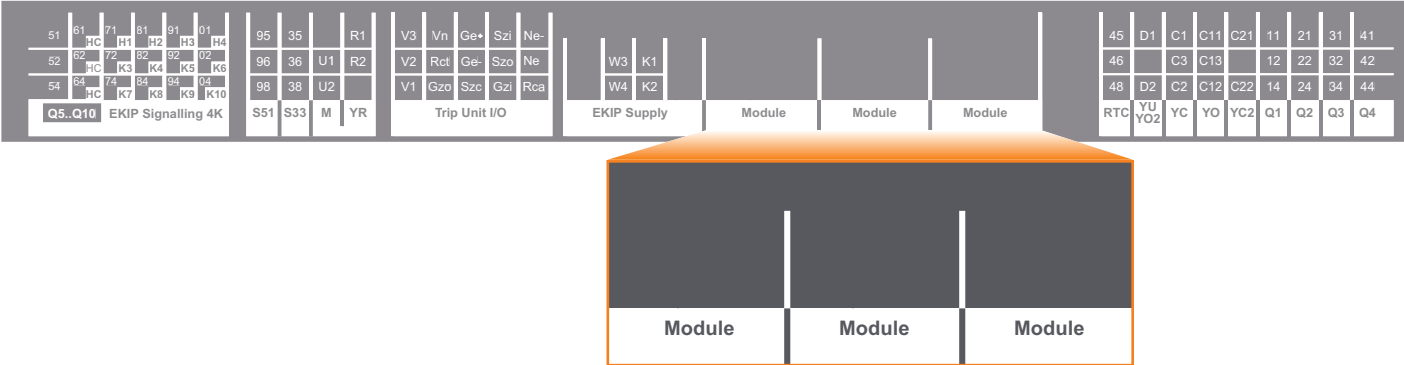 51 61 HC 71 H1 81 H2 91 H3 01 H4 95 35 R1 V3 Vn Ge+ Szi Ne- 45 D1 C1 C11 C21 11 21 31 41
52 62 HC 72 K3 82 K4 92 K5 02 K6 96 36 U1 R2 V2 Rct Ge- Szo Ne W3 K1 46 C3 C13 12 22 32 42
54 64 HC 74 K7 84 K8 94 K9 04 K10 98 38 U2 V1 Gzo Szc Gzi Rca W4 K2 48 D2 C2 C12 C22 14 24 34 44
Q5..Q10 EKIP Signalling 4K S51 S33 M YR Trip Unit I/O EKIP Supply Module Module Module RTC YU YC YO YC2 Q1 Q2 Q3 Q4
YO2
Module Module Module